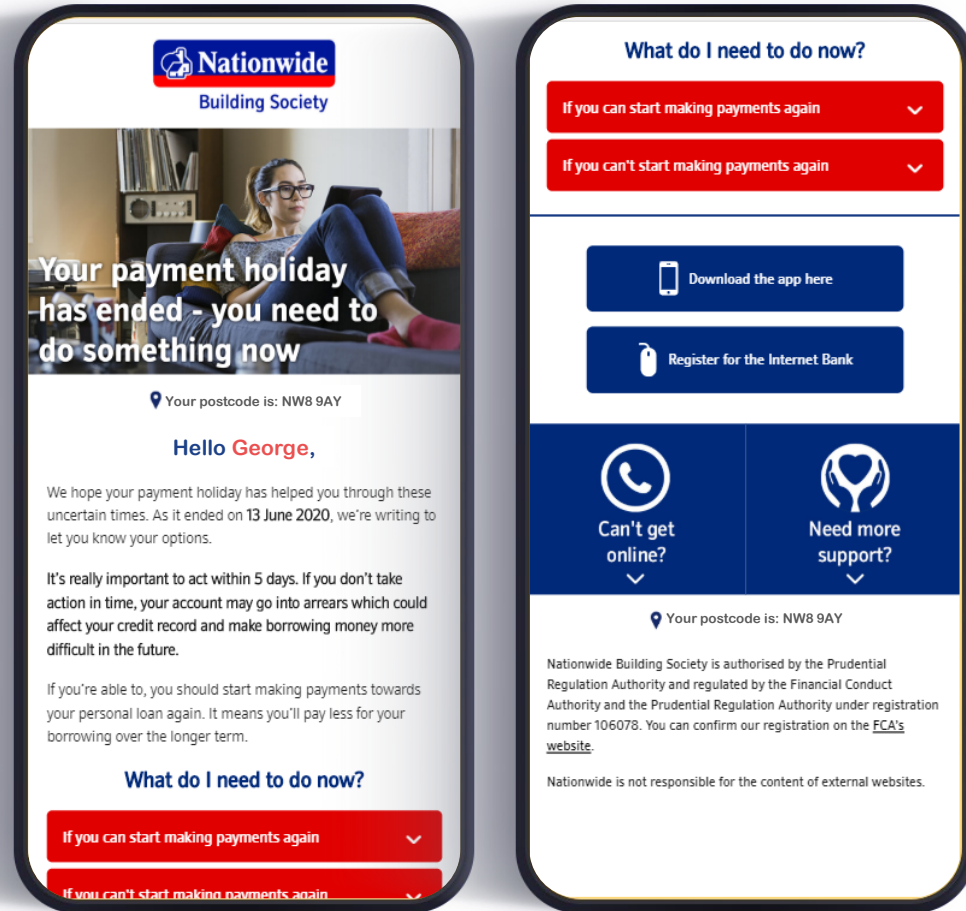 Nationwide
Building Society
Your payment holiday
has ended - you need to
do something now
Your postcode is: NW8 9AY
Hello George,
We hope your payment holiday has helped you through these
uncertain times. As it ended on 13 June 2020, we're writing to
let you know your options.
It's really important to act within 5 days. If you don't take
action in time, your account may go into arrears which could
affect your credit record and make borrowing money more
difficult in the future.
If you're able to, you should start making payments towards
your personal loan again. It means you'll pay less for your
borrowing over the longer term.
What do I need to do now?
If you can start making payments again
If you can't start making payments again
What do I need to do now?
If you can start making payments again
If you can't start making payments again
Download the app here
Register for the Internet Bank
Can't get
online?
Need more
support?
Your postcode is: NW8 9AY
Nationwide Building Society is authorised by the Prudential
Regulation Authority and regulated by the Financial Conduct
Authority and the Prudential Regulation Authority under registration
number 106078. You can confirm our registration on the FCA's
website.
Nationwide is not responsible for the content of external websites.